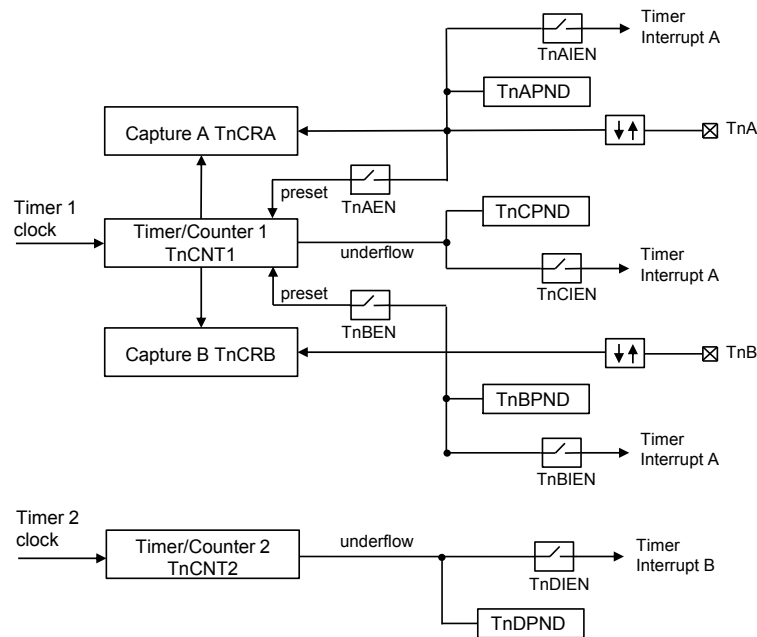 Timer
Interrupt A
TnAIEN
TnAPND
Capture A TnCRA
TnA
preset
TnAEN
Timer 1
clock
Timer/Counter 1
TnCNT1
underflow
TnCPND
Timer
Interrupt A
TnCIEN
preset
TnBEN
Capture B TnCRB
TnB
TnBPND
Timer
Interrupt A
TnBIEN
Timer 2
clock
Timer/Counter 2
TnCNT2
underflow
Timer
Interrupt B
TnDIEN
TnDPND